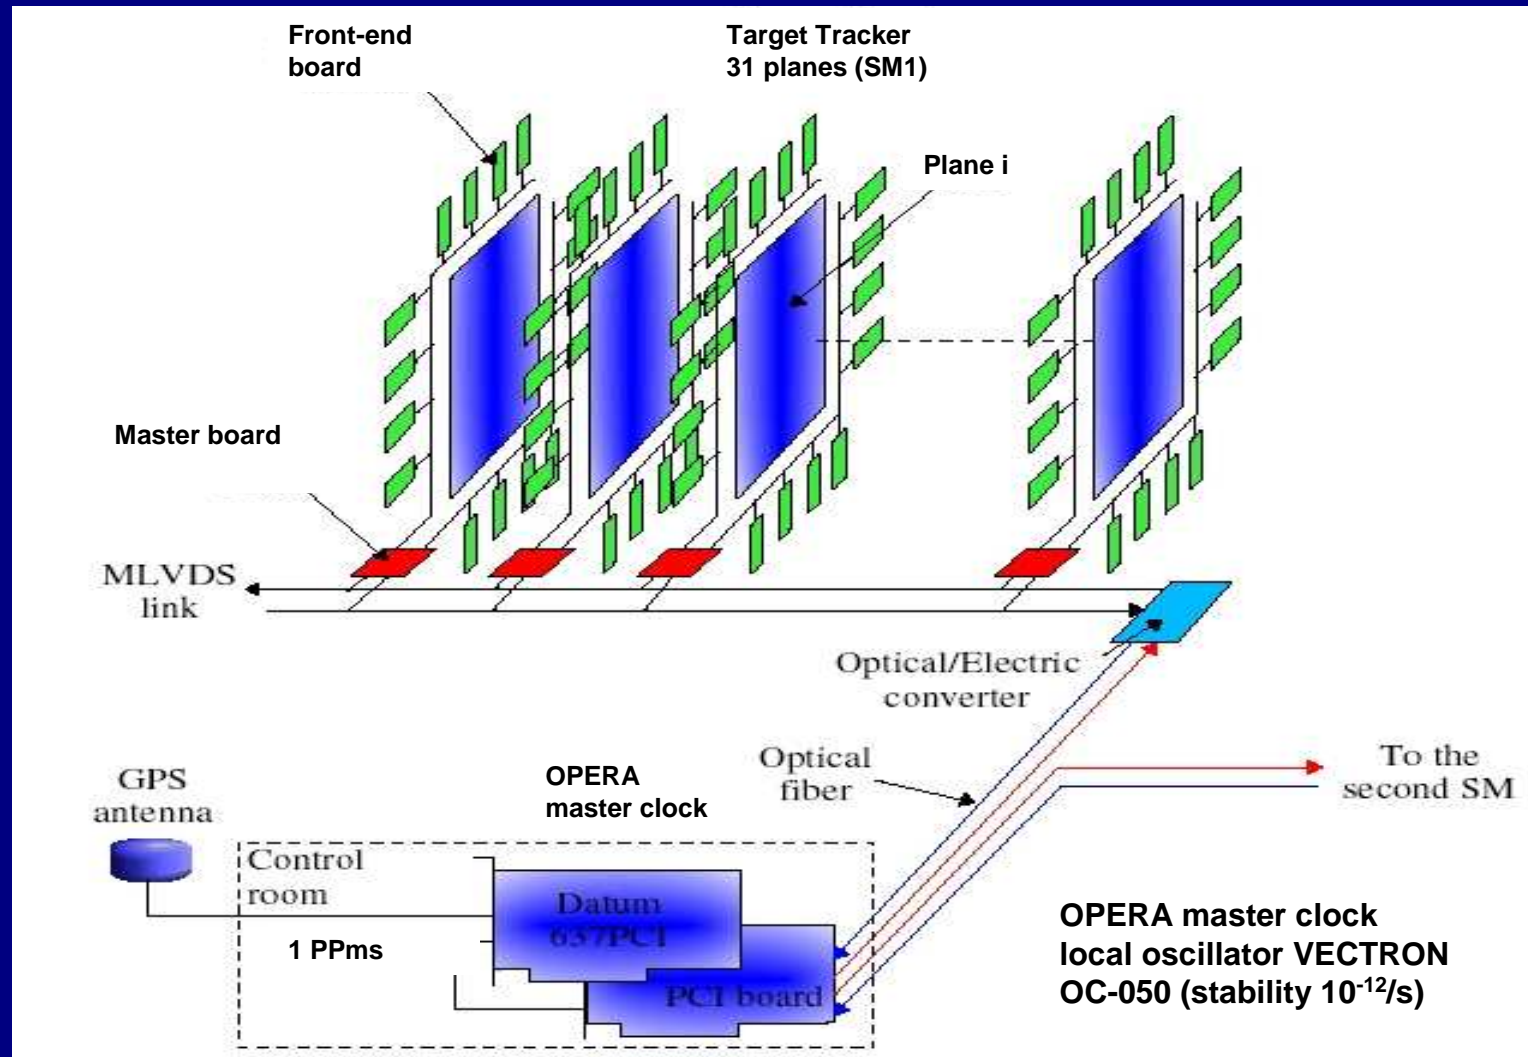 Front-end
board
Target Tracker
31 planes (SM1)
Plane i
Master board
MLVDS
link
Optical/Electric
converter
Optical
fiber
To the
second SM
GPS
antenna
OPERA
master clock
Control
room
1 PPms
Datum
637PCI
PCI board
OPERA master clock
local oscillator VECTRON
OC-050 (stability 10⁻¹²/s)